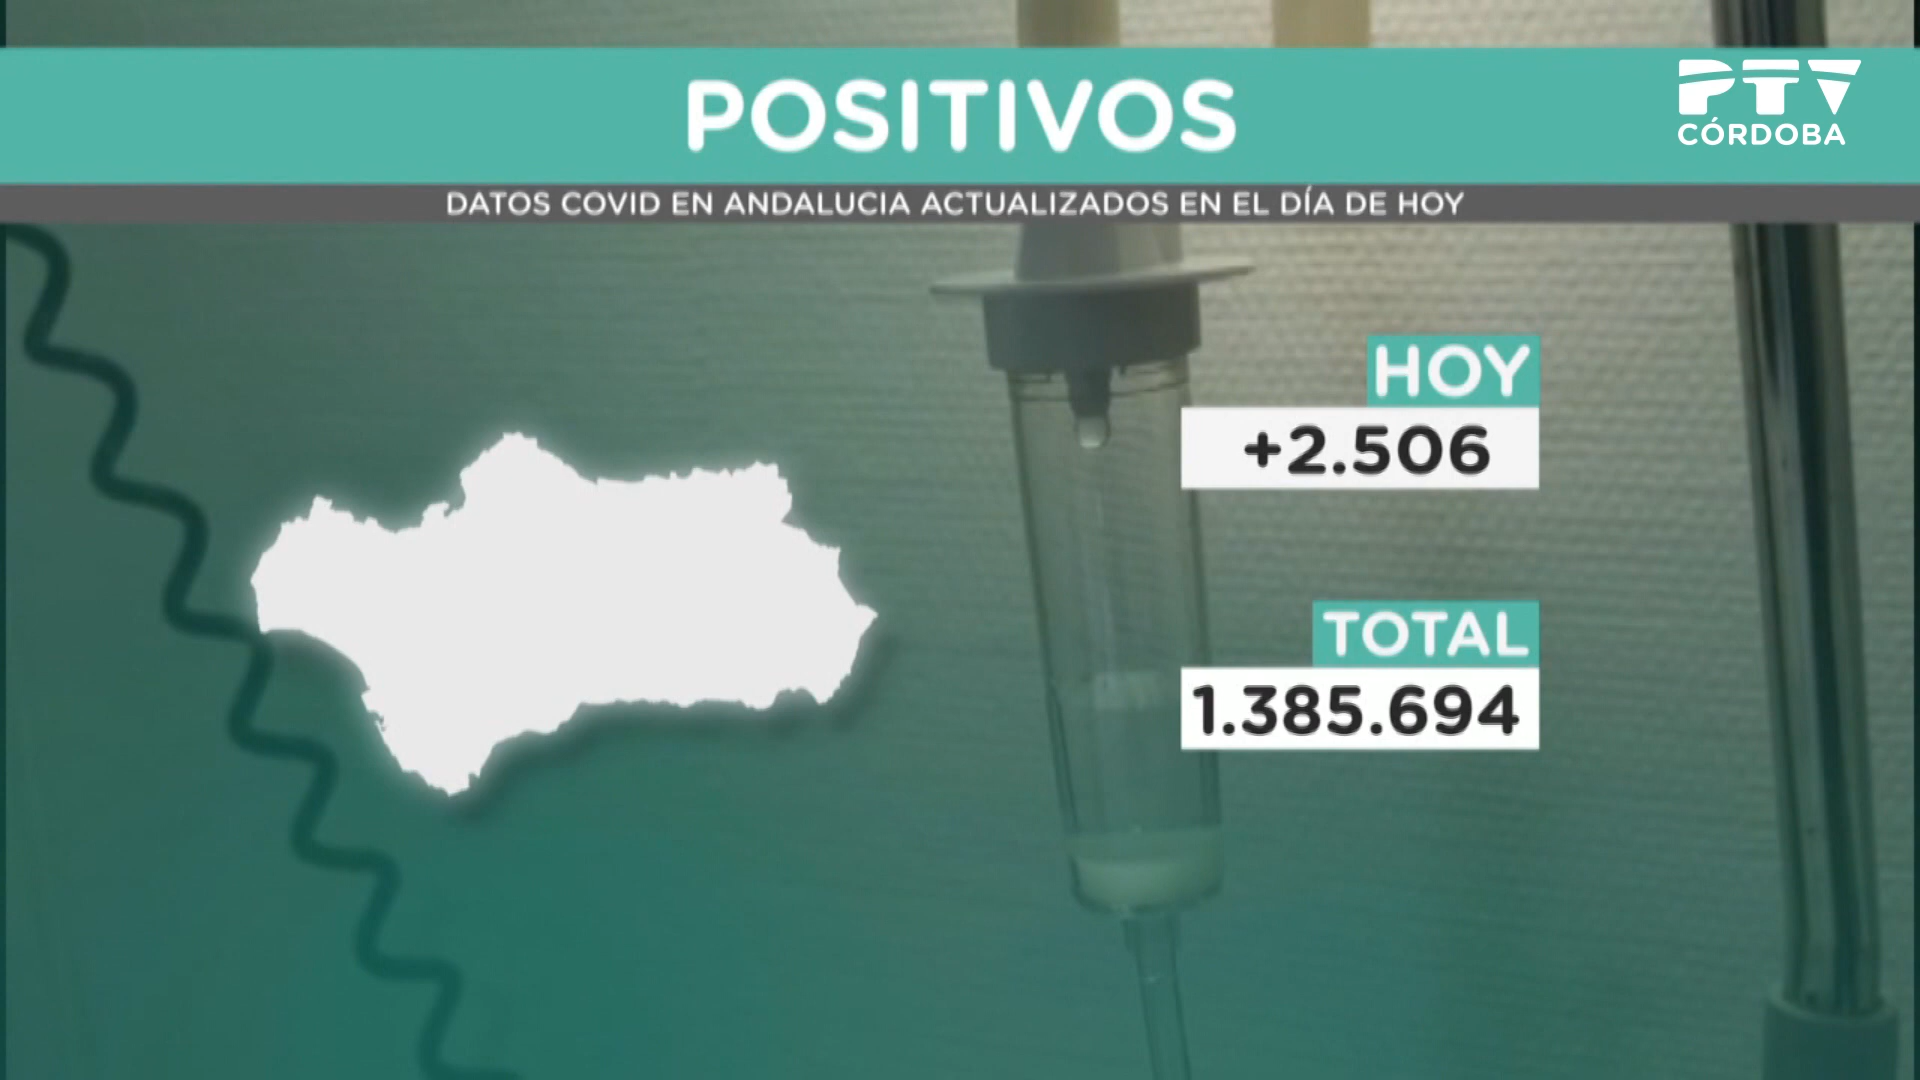 POSITIVOS
PTV
CÓRDOBA
DATOS COVID EN ANDALUCIA ACTUALIZADOS EN EL DÍA DE HOY
HOY
+2.506
TOTAL
1.385.694